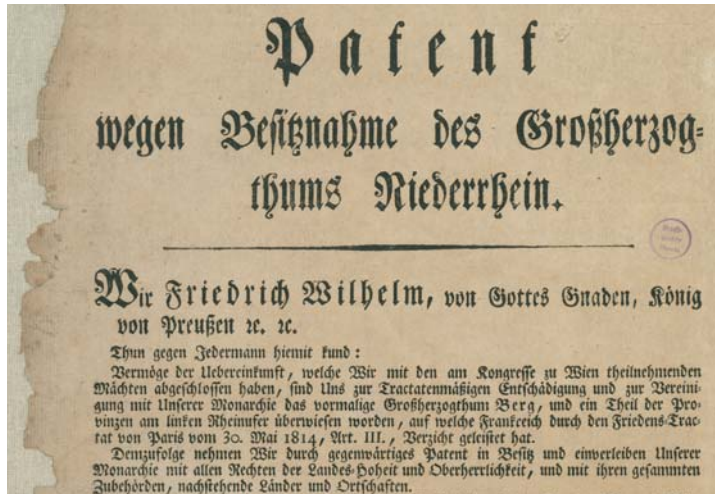 Patent
wegen Besitznahme des Großherzog-
thums Niederrhein.
Wir Friedrich Wilhelm, von Gottes Gnaden, König
von Preußen ꝛc. ꝛc.
Thun gegen Jedermann hiemit kund:
Vermöge der Uebereinkunft, welche Wir mit den am Kongresse zu Wien theilnehmenden
Mächten abgeschlossen haben, sind Uns zur Tractatenmäßigen Entschädigung und zur Vereini-
gung mit Unserer Monarchie das vormalige Großherzogthum Berg, und ein Theil der Pro-
vinzen am linken Rheinufer überwiesen worden, auf welche Frankreich durch den Friedens-Trac-
tat von Paris vom 30. Mai 1814, Art. III., Verzicht geleistet hat.
Demzufolge nehmen Wir durch gegenwärtiges Patent in Besitz und einverleiben Unserer
Monarchie mit allen Rechten der Landes-Hoheit und Oberherrlichkeit, und mit ihren gesammten
Zubehörden, nachstehende Länder und Ortschaften.